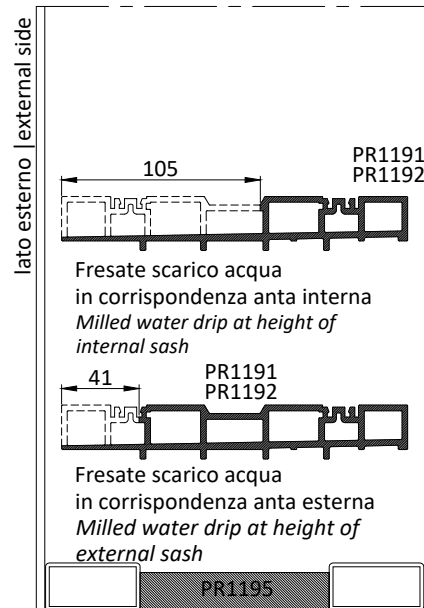 lato esterno | external side
105
PR1191
PR1192
Fresate scarico acqua
in corrispondenza anta interna
Milled water drip at height of
internal sash
41
PR1191
PR1192
Fresate scarico acqua
in corrispondenza anta esterna
Milled water drip at height of
external sash
PR1195